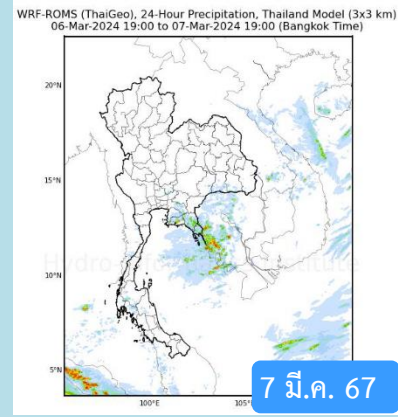 WRF-ROMS (ThaiGeo), 24-Hour Precipitation, Thailand Model (3x3 km)
06-Mar-2024 19:00 to 07-Mar-2024 19:00 (Bangkok Time)
20°N
15°N
10°N
5°N
100°E
105°
7 มี.ค. 67